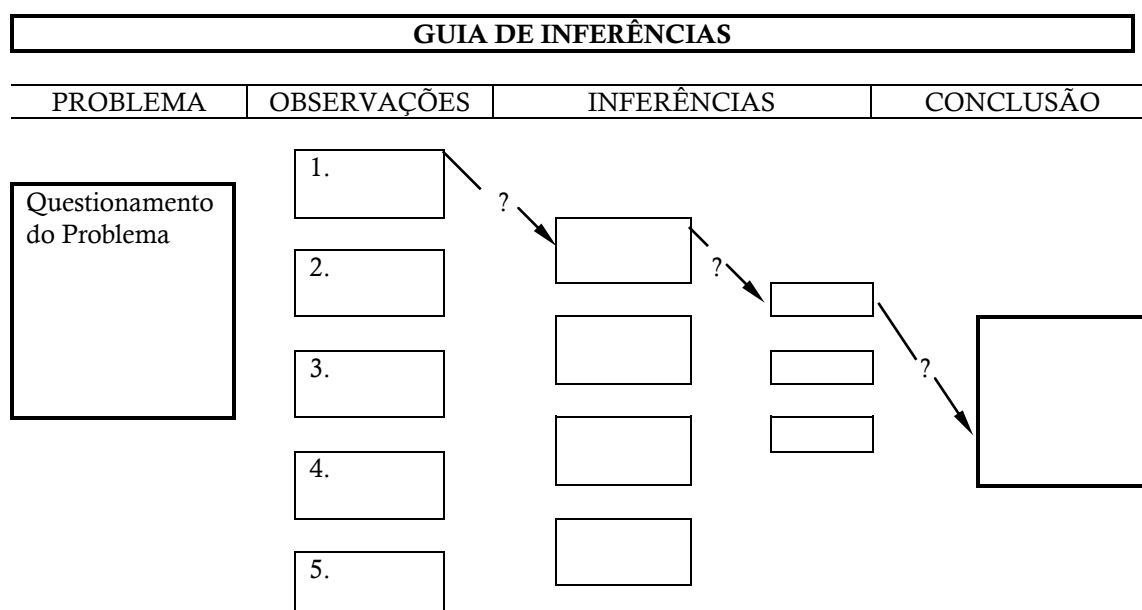 GUIA DE INFERÊNCIAS
PROBLEMA OBSERVAÇÕES INFERÊNCIAS CONCLUSÃO
Questionamento
do Problema
1.
2.
3.
4.
5.
?
?
?